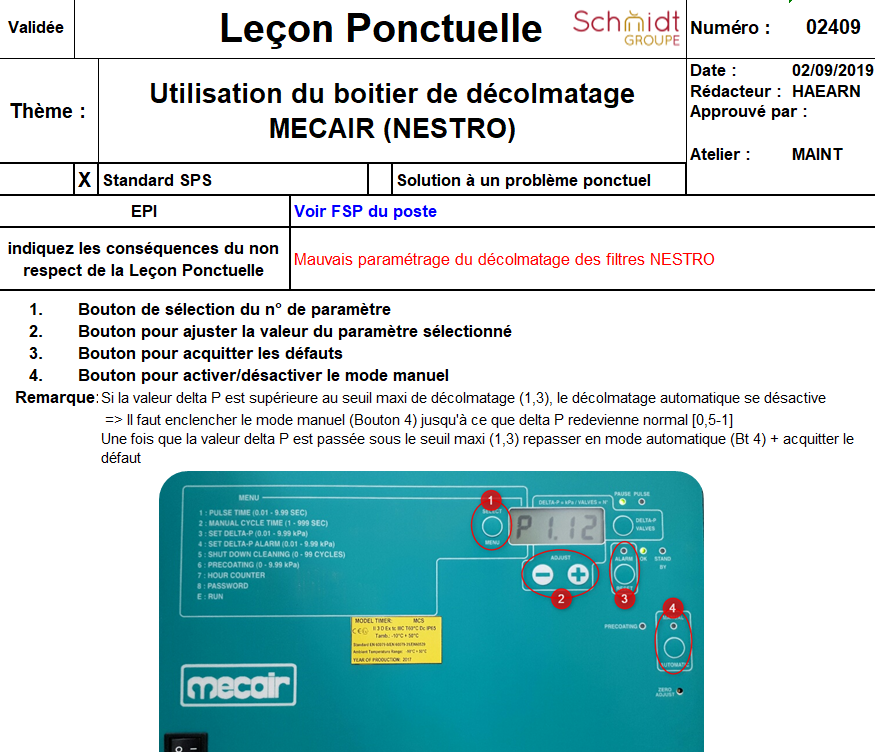 Validée
Leçon Ponctuelle
Schmidt
GROUPE
Numéro : 02409
Thème :
Utilisation du boitier de décolmatage
MECAIR (NESTRO)
Date : 02/09/2019
Rédacteur : HAEARN
Approuvé par :
Atelier : MAINT
X Standard SPS
Solution à un problème ponctuel
EPI
Voir FSP du poste
indiquez les conséquences du non
respect de la Leçon Ponctuelle
Mauvais paramétrage du décolmatage des filtres NESTRO
1. Bouton de sélection du n° de paramètre
2. Bouton pour ajuster la valeur du paramètre sélectionné
3. Bouton pour acquitter les défauts
4. Bouton pour activer/désactiver le mode manuel
Remarque: Si la valeur delta P est supérieure au seuil maxi de décolmatage (1,3), le décolmatage automatique se désactive
=> Il faut enclencher le mode manuel (Bouton 4) jusqu'à ce que delta P redevienne normal [0,5-1]
Une fois que la valeur delta P est passée sous le seuil maxi (1,3) repasser en mode automatique (Bt 4) + acquitter le
défaut
MENU
1 : PULSE TIME (0.01 - 9.99 SEC)
2 : MANUAL CYCLE TIME (1 - 999 SEC)
3 : SET DELTA-P (0.01 - 9.99 kPa)
4 : SET DELTA-P ALARM (0.01 - 9.99 kPa)
5 : SHUT DOWN CLEANING (0 - 99 CYCLES)
6 : PRECOATING (0 - 9.99 kPa)
7 : HOUR COUNTER
8 : PASSWORD
E : RUN
1
SELECT
MENU
DELTA-P = kPa / VALVES = N°
P 1.12
PAUSE PULSE
DELTA-P
VALVES
ADJUST
2
ALARM
OK
STAND
BY
RESET
3
4
PRECOATING
AUTOMATIC
ZERO
ADJUST
MODEL TIMER: MCS
YEAR OF PRODUCTION: 2017
mecair